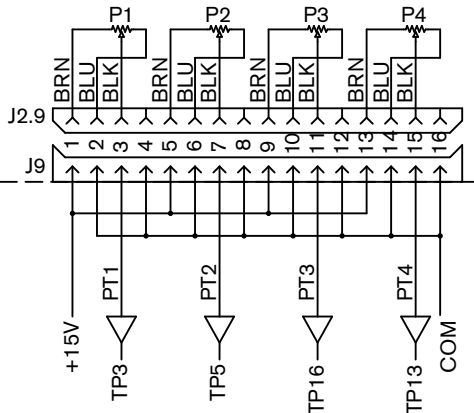 P1 P2 P3 P4
BRN BLU BLK BRN BLU BLK BRN BLU BLK BRN BLU BLK
J2.9
1 2 3 4 5 6 7 8 9 10 11 12 13 14 15 16
J9
PT1 PT2 PT3 PT4
+15V TP3 TP5 TP16 TP13 COM